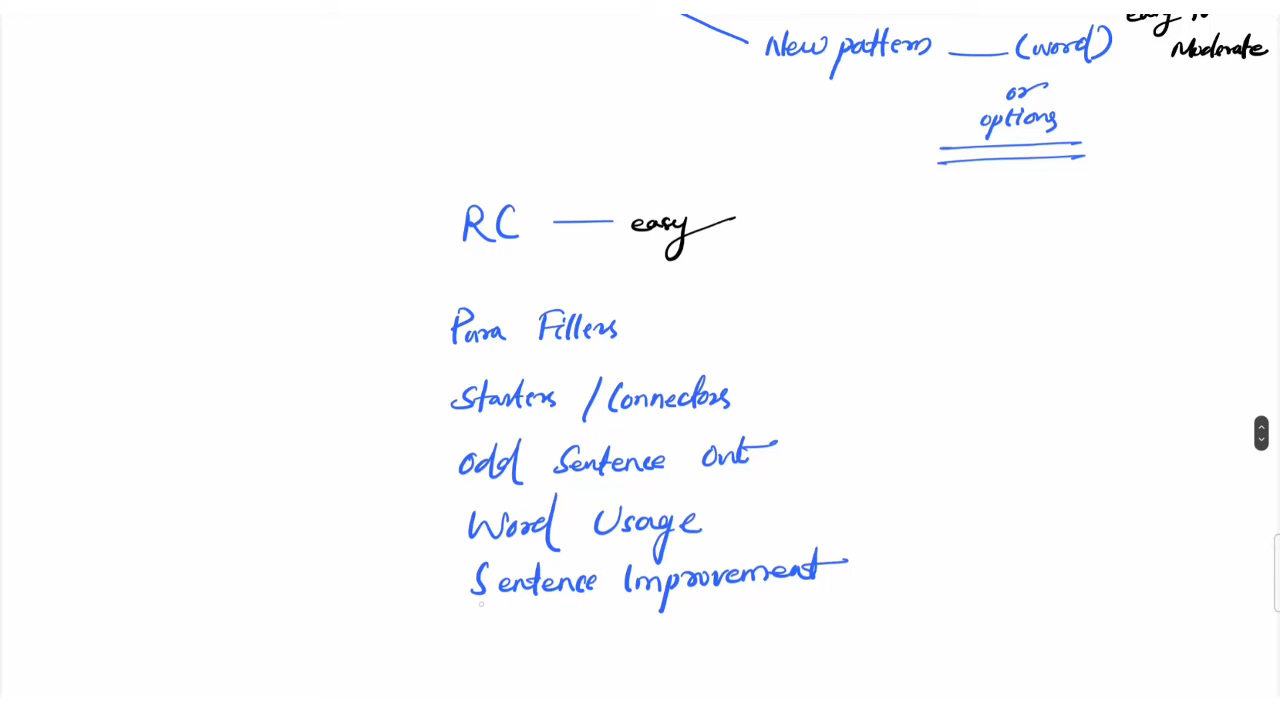 New pattern — (word)
Moderate
or
options
RC — easy
Para Fillers
Starters / Connectors
Odd Sentence Out
Word Usage
Sentence Improvement